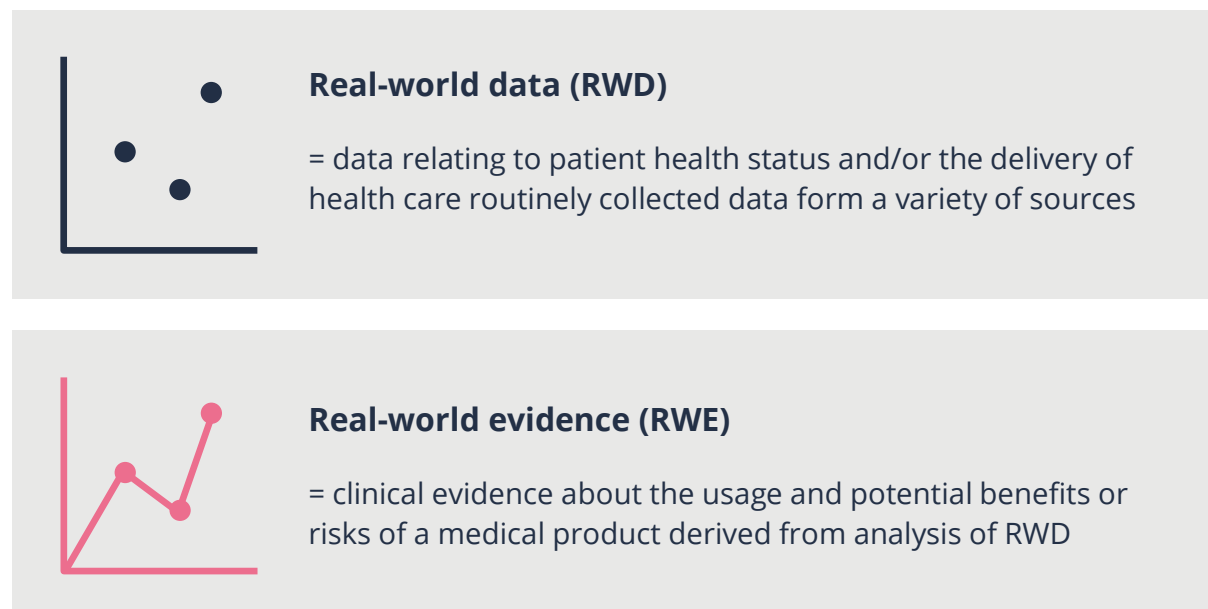 Real-world data (RWD)
= data relating to patient health status and/or the delivery of
health care routinely collected data form a variety of sources
Real-world evidence (RWE)
= clinical evidence about the usage and potential benefits or
risks of a medical product derived from analysis of RWD